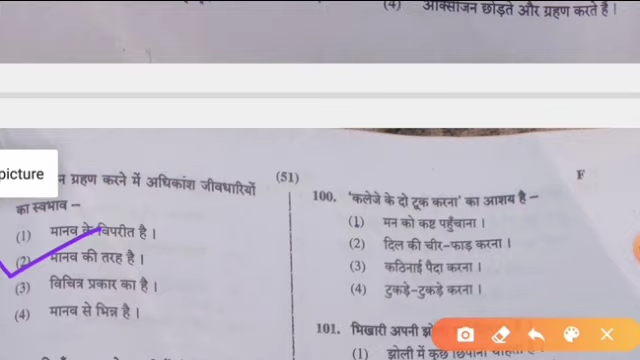 (4) आक्सीजन छोड़ते और ग्रहण करते हैं।
picture
न ग्रहण करने में अधिकांश जीवधारियों
का स्वभाव –
(1) मानव के विपरीत है।
(2) मानव की तरह है।
(3) विचित्र प्रकार का है।
(4) मानव से भिन्न है।
(51)
F
100. ‘कलेजे के दो टूक करना’ का आशय है –
(1) मन को कष्ट पहुँचाना।
(2) दिल की चीर-फाड़ करना।
(3) कठिनाई पैदा करना।
(4) टुकड़े-टुकड़े करना।
101. भिखारी अपनी
(1) झोली में कुछ छिपाना चाहता है